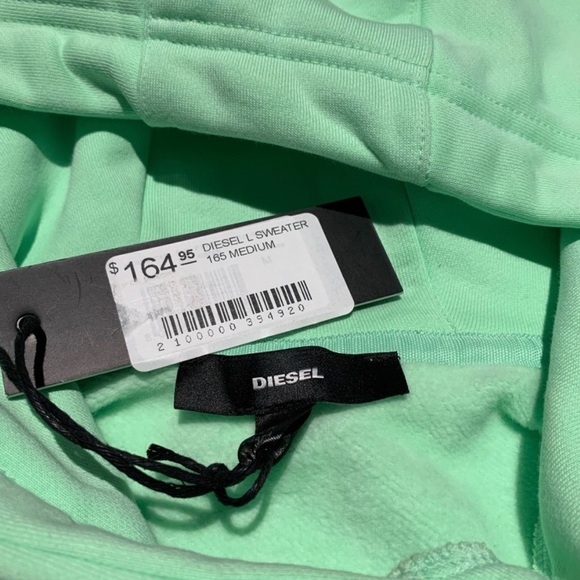 $164.95
DIESEL L SWEATER
165 MEDIUM
2 100000 354920
DIESEL